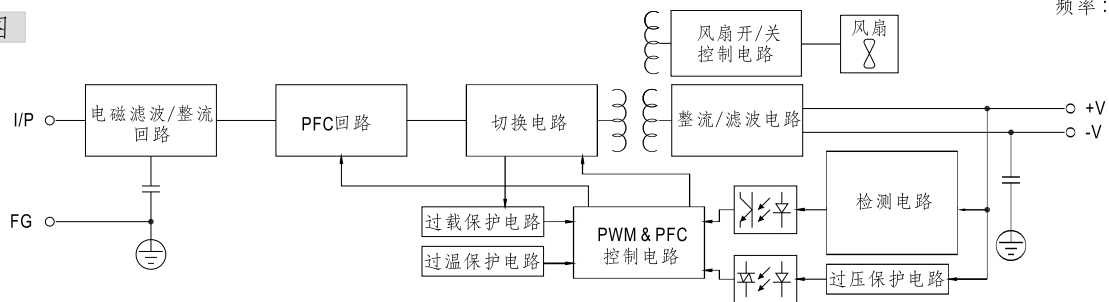 频率:
图
风扇开/关
控制电路
风扇
I/P
电磁滤波/整流
回路
PFC回路
切换电路
整流/滤波电路
+V
-V
FG
过载保护电路
过温保护电路
PWM & PFC
控制电路
检测电路
过压保护电路